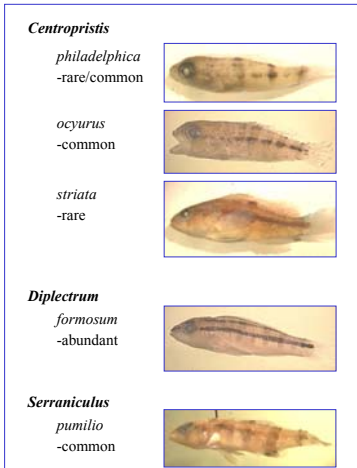 Centropristis
philadelphica
-rare/common
ocyurus
-common
striata
-rare
Diplectrum
formosum
-abundant
Serraniculus
pumilio
-common